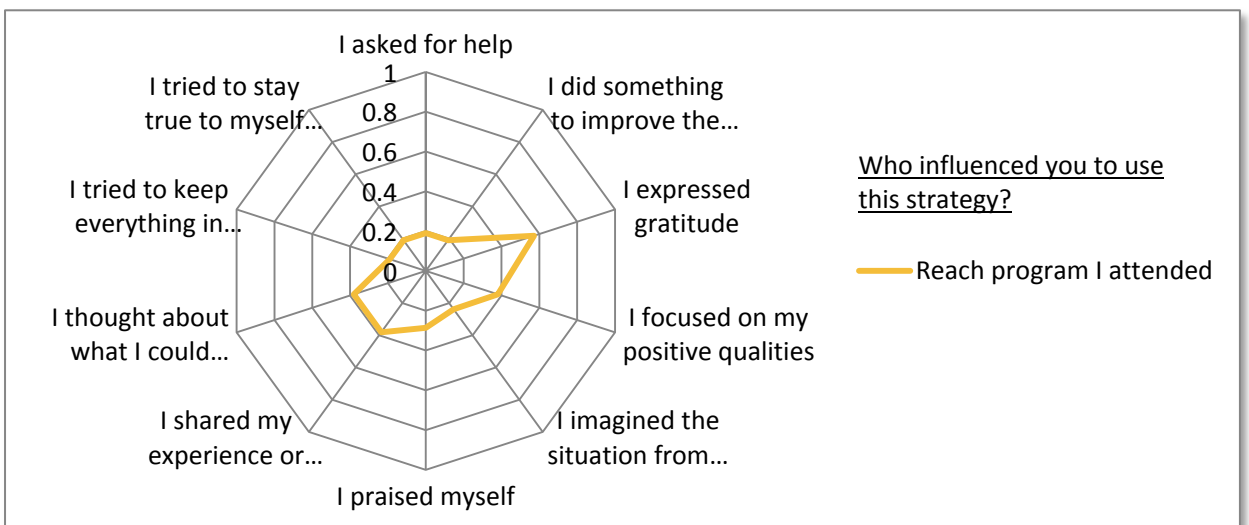 I asked for help
I did something
to improve the…
I expressed
gratitude
I focused on my
positive qualities
I imagined the
situation from…
I praised myself
I shared my
experience or…
I thought about
what I could…
I tried to keep
everything in…
I tried to stay
true to myself…
1
0.8
0.6
0.4
0.2
0
Who influenced you to use
this strategy?
Reach program I attended